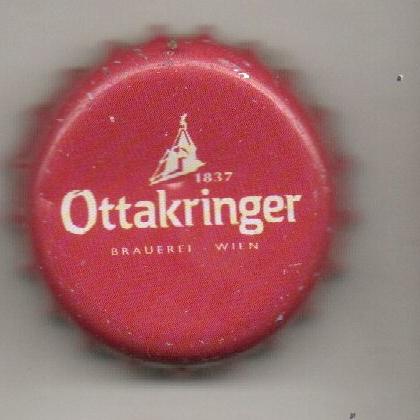 1837
Ottakringer
BRAUEREI · WIEN